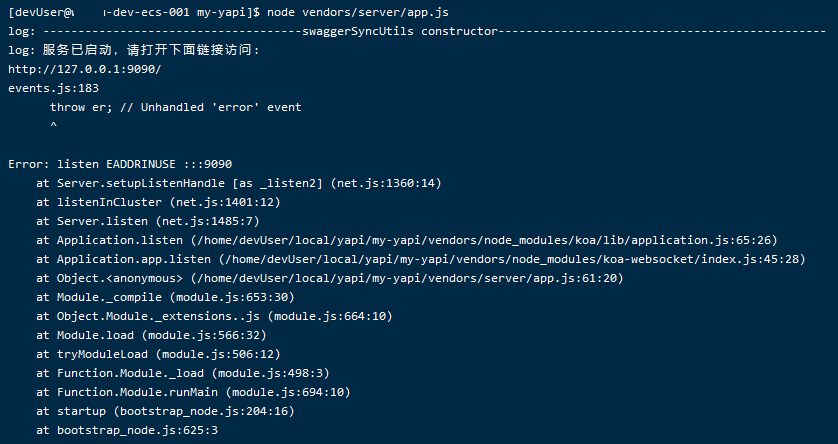 [devUser@ -dev-ecs-001 my-yapi]$ node vendors/server/app.js
log: -------------------------------------swaggerSyncUtils constructor-----------------------------------------------
log: 服务已启动，请打开下面链接访问:
http://127.0.0.1:9090/
events.js:183
      throw er; // Unhandled 'error' event
      ^
Error: listen EADDRINUSE :::9090
    at Server.setupListenHandle [as _listen2] (net.js:1360:14)
    at listenInCluster (net.js:1401:12)
    at Server.listen (net.js:1485:7)
    at Application.listen (/home/devUser/local/yapi/my-yapi/vendors/node_modules/koa/lib/application.js:65:26)
    at Application.app.listen (/home/devUser/local/yapi/my-yapi/vendors/node_modules/koa-websocket/index.js:45:28)
    at Object.<anonymous> (/home/devUser/local/yapi/my-yapi/vendors/server/app.js:61:20)
    at Module._compile (module.js:653:30)
    at Object.Module._extensions..js (module.js:664:10)
    at Module.load (module.js:566:32)
    at tryModuleLoad (module.js:506:12)
    at Function.Module._load (module.js:498:3)
    at Function.Module.runMain (module.js:694:10)
    at startup (bootstrap_node.js:204:16)
    at bootstrap_node.js:625:3